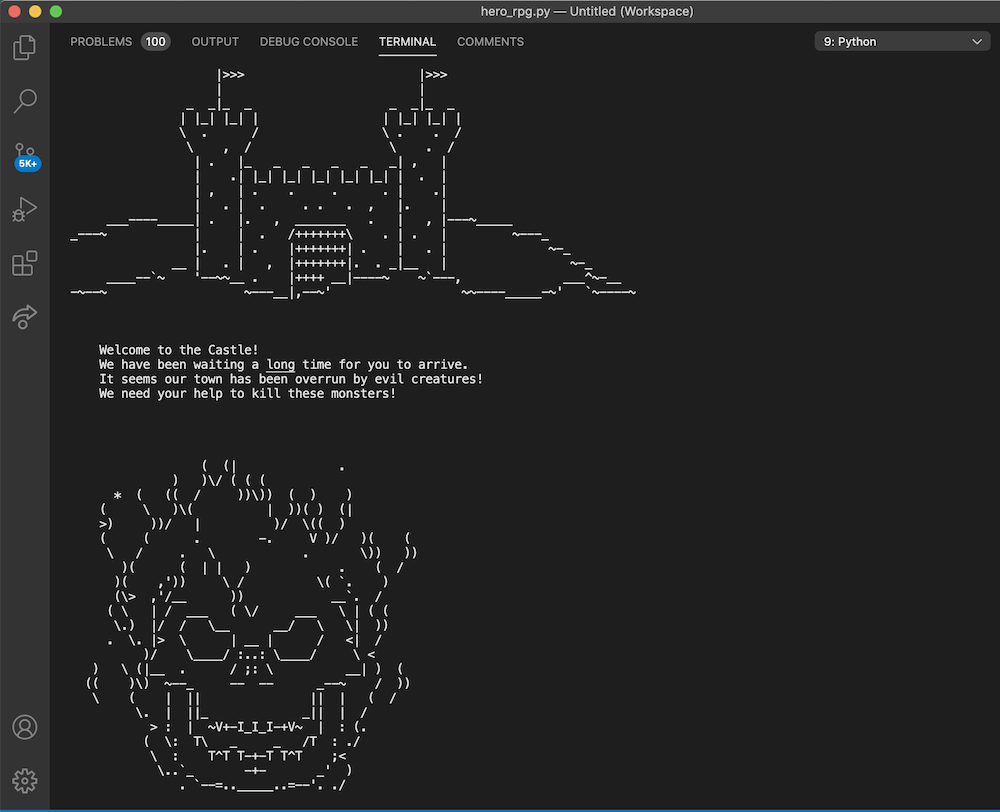 hero_rpg.py — Untitled (Workspace)
PROBLEMS 100 OUTPUT DEBUG CONSOLE TERMINAL COMMENTS 9: Python
5K+
Welcome to the Castle!
We have been waiting a long time for you to arrive.
It seems our town has been overrun by evil creatures!
We need your help to kill these monsters!